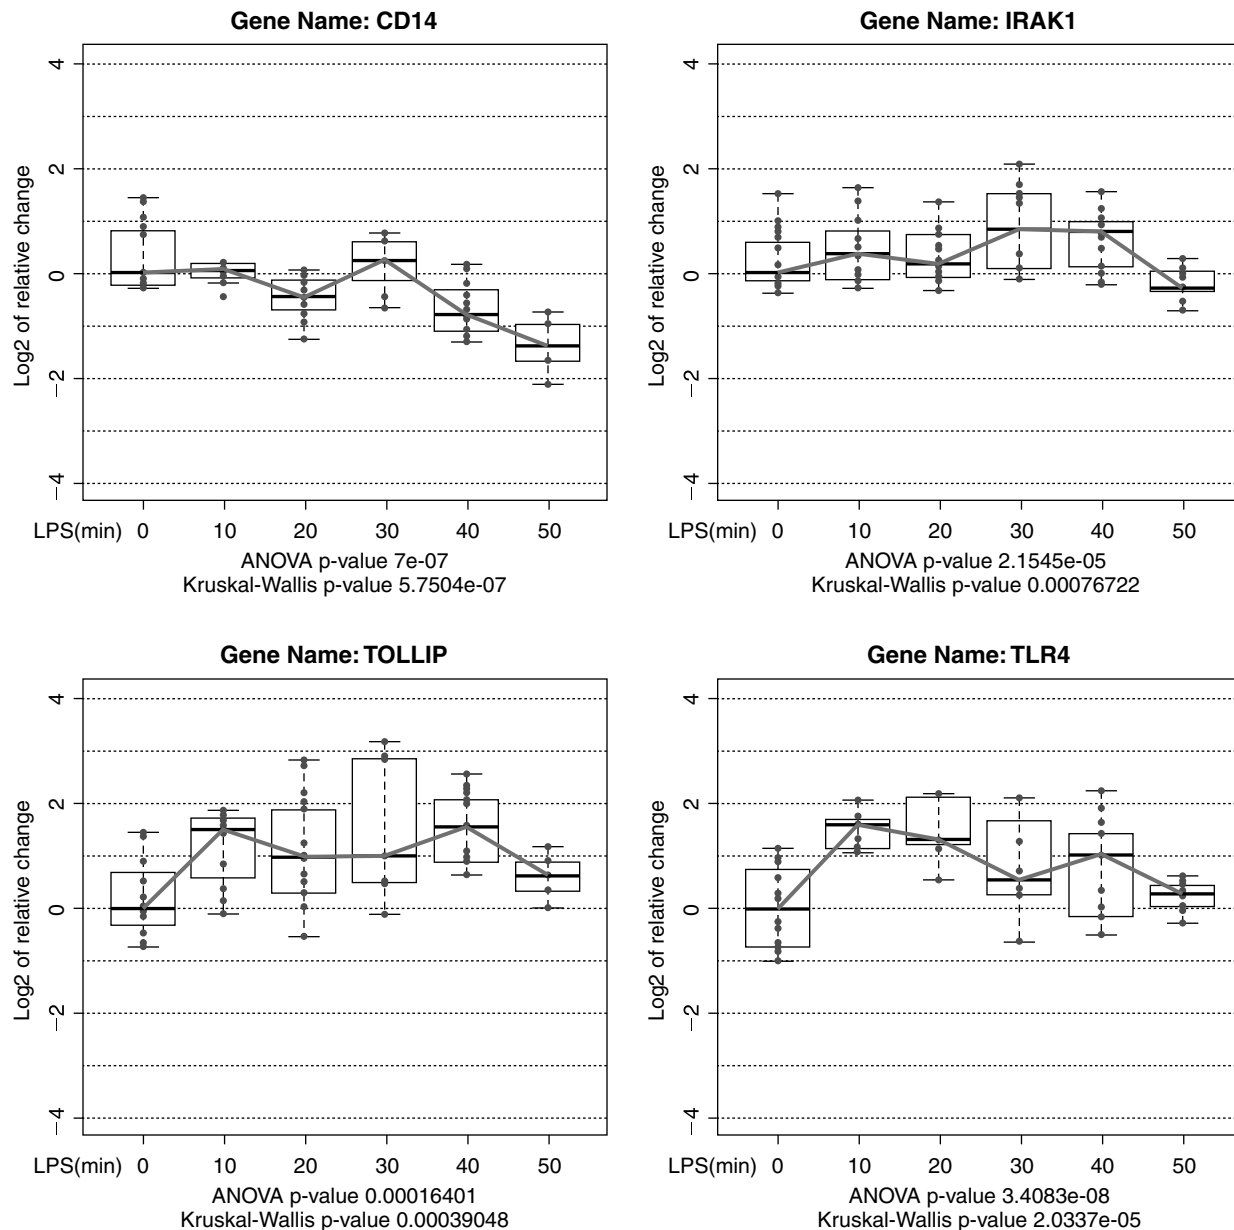 Gene Name: CD14
Log2 of relative change
4
2
0
−2
−4
LPS(min) 0 10 20 30 40 50
ANOVA p-value 7e-07
Kruskal-Wallis p-value 5.7504e-07
Gene Name: IRAK1
Log2 of relative change
4
2
0
−2
−4
LPS(min) 0 10 20 30 40 50
ANOVA p-value 2.1545e-05
Kruskal-Wallis p-value 0.00076722
Gene Name: TOLLIP
Log2 of relative change
4
2
0
−2
−4
LPS(min) 0 10 20 30 40 50
ANOVA p-value 0.00016401
Kruskal-Wallis p-value 0.00039048
Gene Name: TLR4
Log2 of relative change
4
2
0
−2
−4
LPS(min) 0 10 20 30 40 50
ANOVA p-value 3.4083e-08
Kruskal-Wallis p-value 2.0337e-05